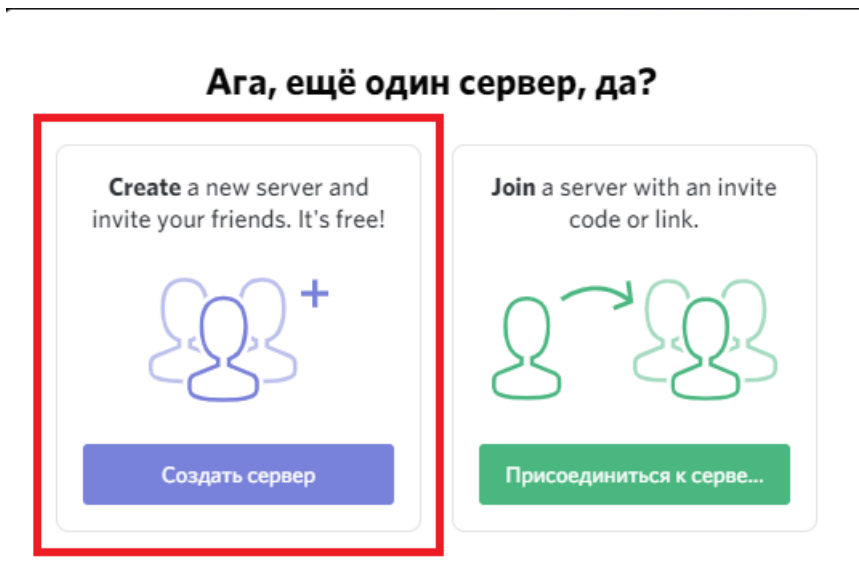 Ага, ещё один сервер, да?
Create a new server and
invite your friends. It's free!
Создать сервер
Join a server with an invite
code or link.
Присоединиться к серве...